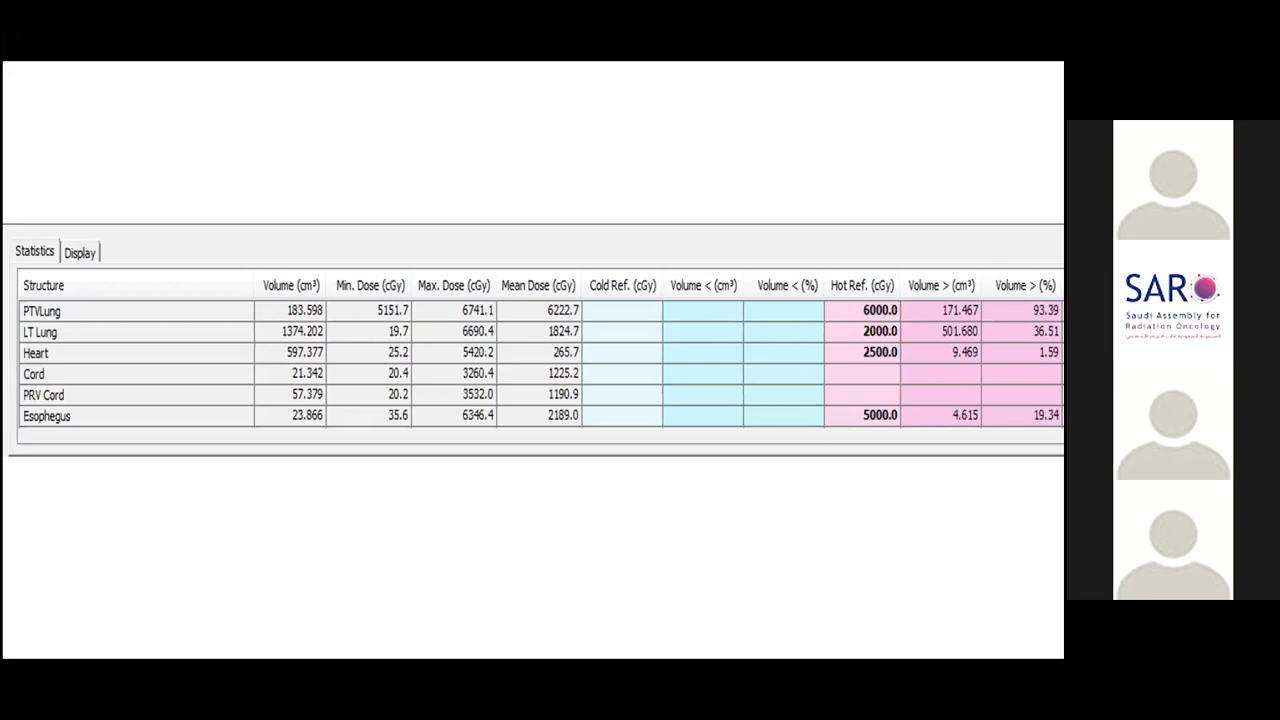 Statistics Display
Structure Volume (cm³) Min. Dose (cGy) Max. Dose (cGy) Mean Dose (cGy) Cold Ref. (cGy) Volume < (cm³) Volume < (%) Hot Ref. (cGy) Volume > (cm³) Volume > (%)
PTVLung 183.598 5151.7 6741.1 6222.7 6000.0 171.467 93.39
LT Lung 1374.202 19.7 6690.4 1824.7 2000.0 501.680 36.51
Heart 597.377 25.2 5420.2 265.7 2500.0 9.469 1.59
Cord 21.342 20.4 3260.4 1225.2
PRV Cord 57.379 20.2 3532.0 1190.9
Esophegus 23.866 35.6 6346.4 2189.0 5000.0 4.615 19.34
SARO
Saudi Assembly for
Radiation Oncology